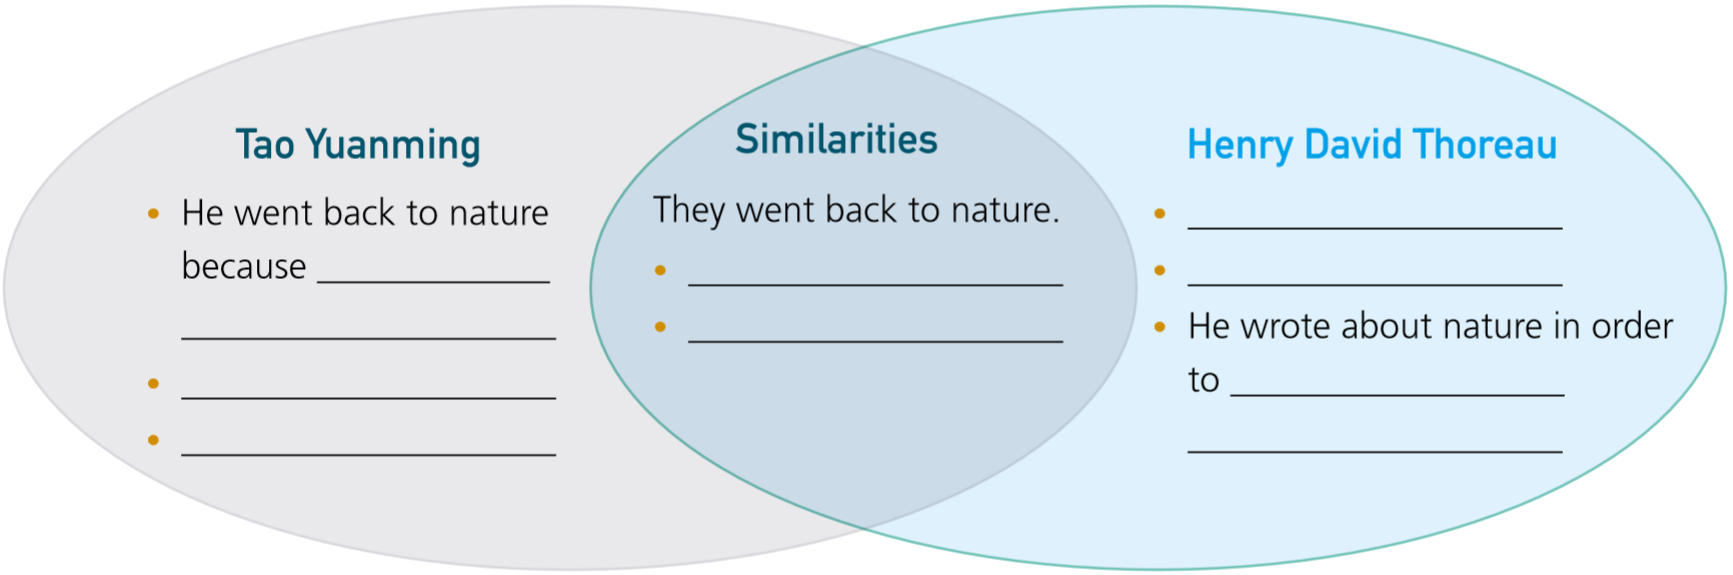 Tao Yuanming
• He went back to nature
because
•
•
Similarities
They went back to nature.
•
•
Henry David Thoreau
•
•
• He wrote about nature in order
to